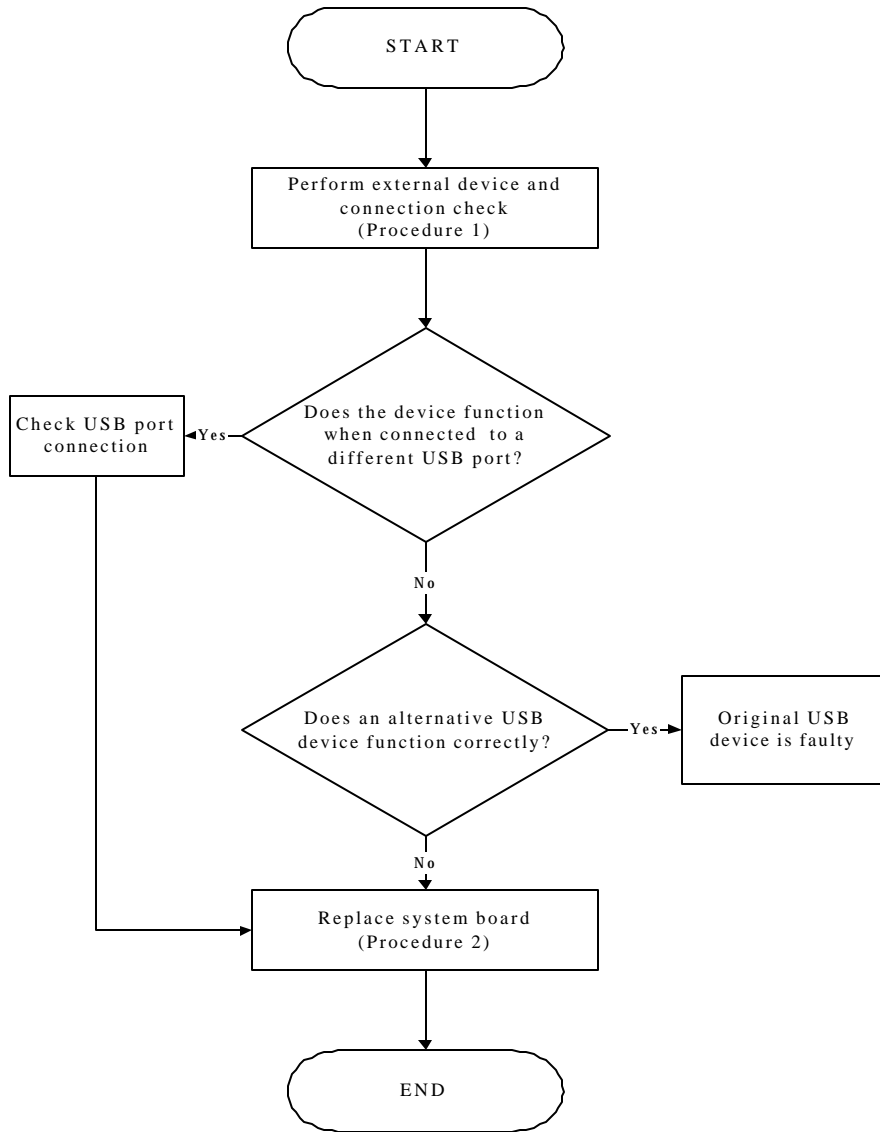 START
Perform external device and
connection check
(Procedure 1)
Does the device function
when connected to a
different USB port?
Yes
Check USB port
connection
No
Does an alternative USB
device function correctly?
Yes
Original USB
device is faulty
No
Replace system board
(Procedure 2)
END